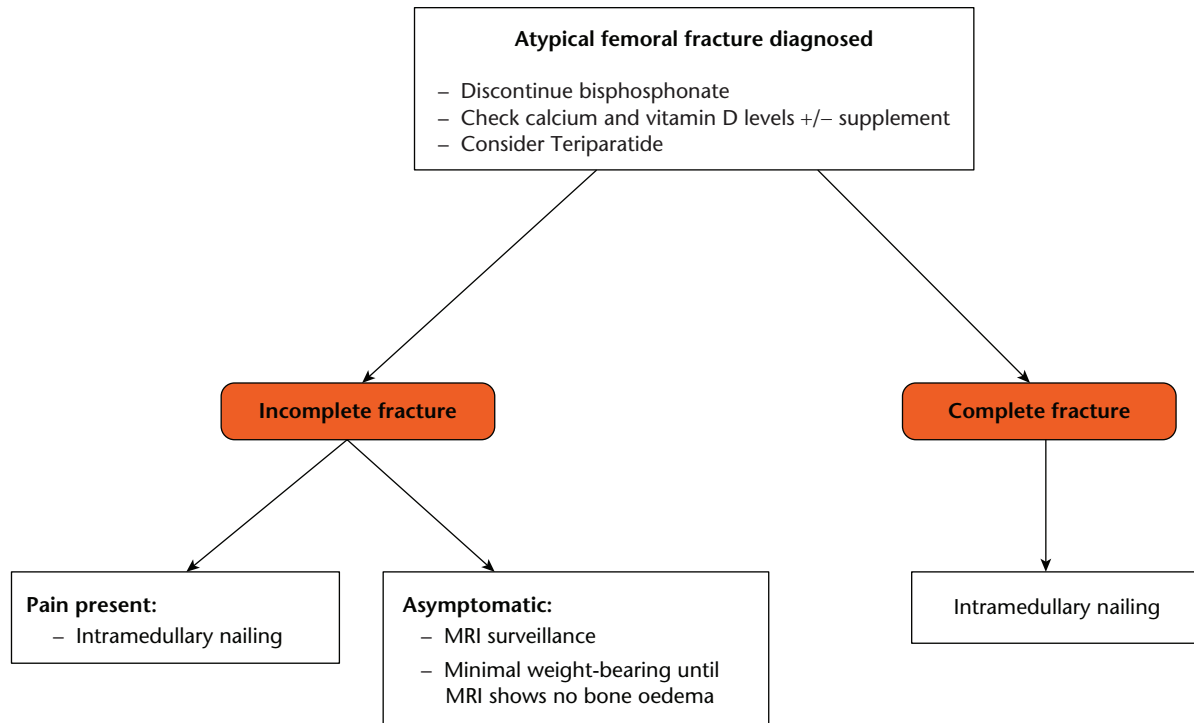 Atypical femoral fracture diagnosed
– Discontinue bisphosphonate
– Check calcium and vitamin D levels +/– supplement
– Consider Teriparatide
Incomplete fracture
Complete fracture
Pain present:
– Intramedullary nailing
Asymptomatic:
– MRI surveillance
– Minimal weight-bearing until
MRI shows no bone oedema
Intramedullary nailing